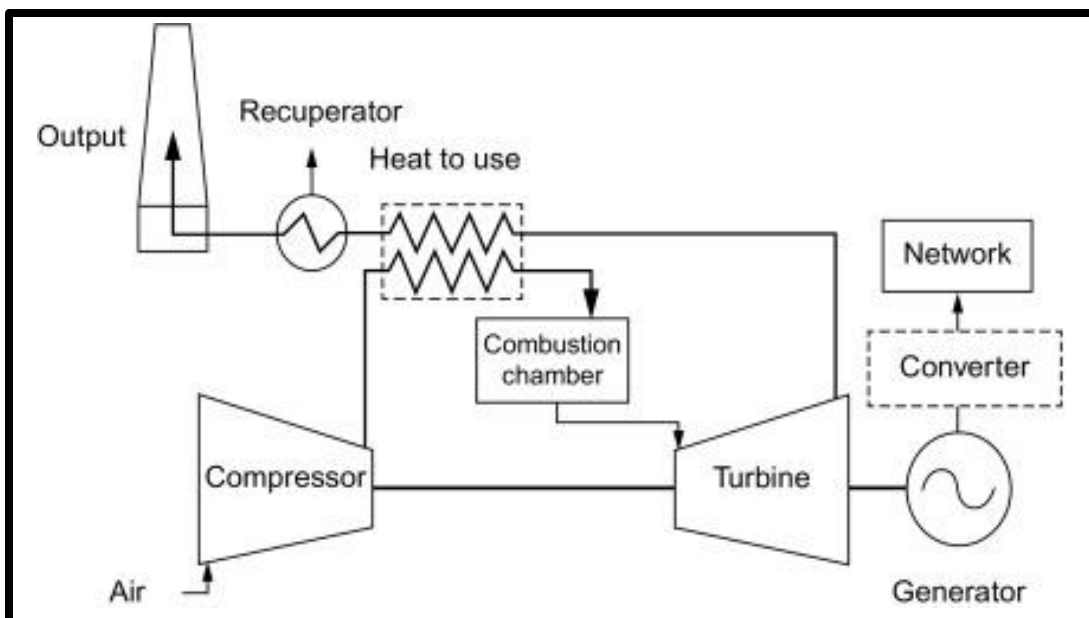 Recuperator
Output
Heat to use
Network
Combustion
chamber
Converter
Compressor
Turbine
Air
Generator